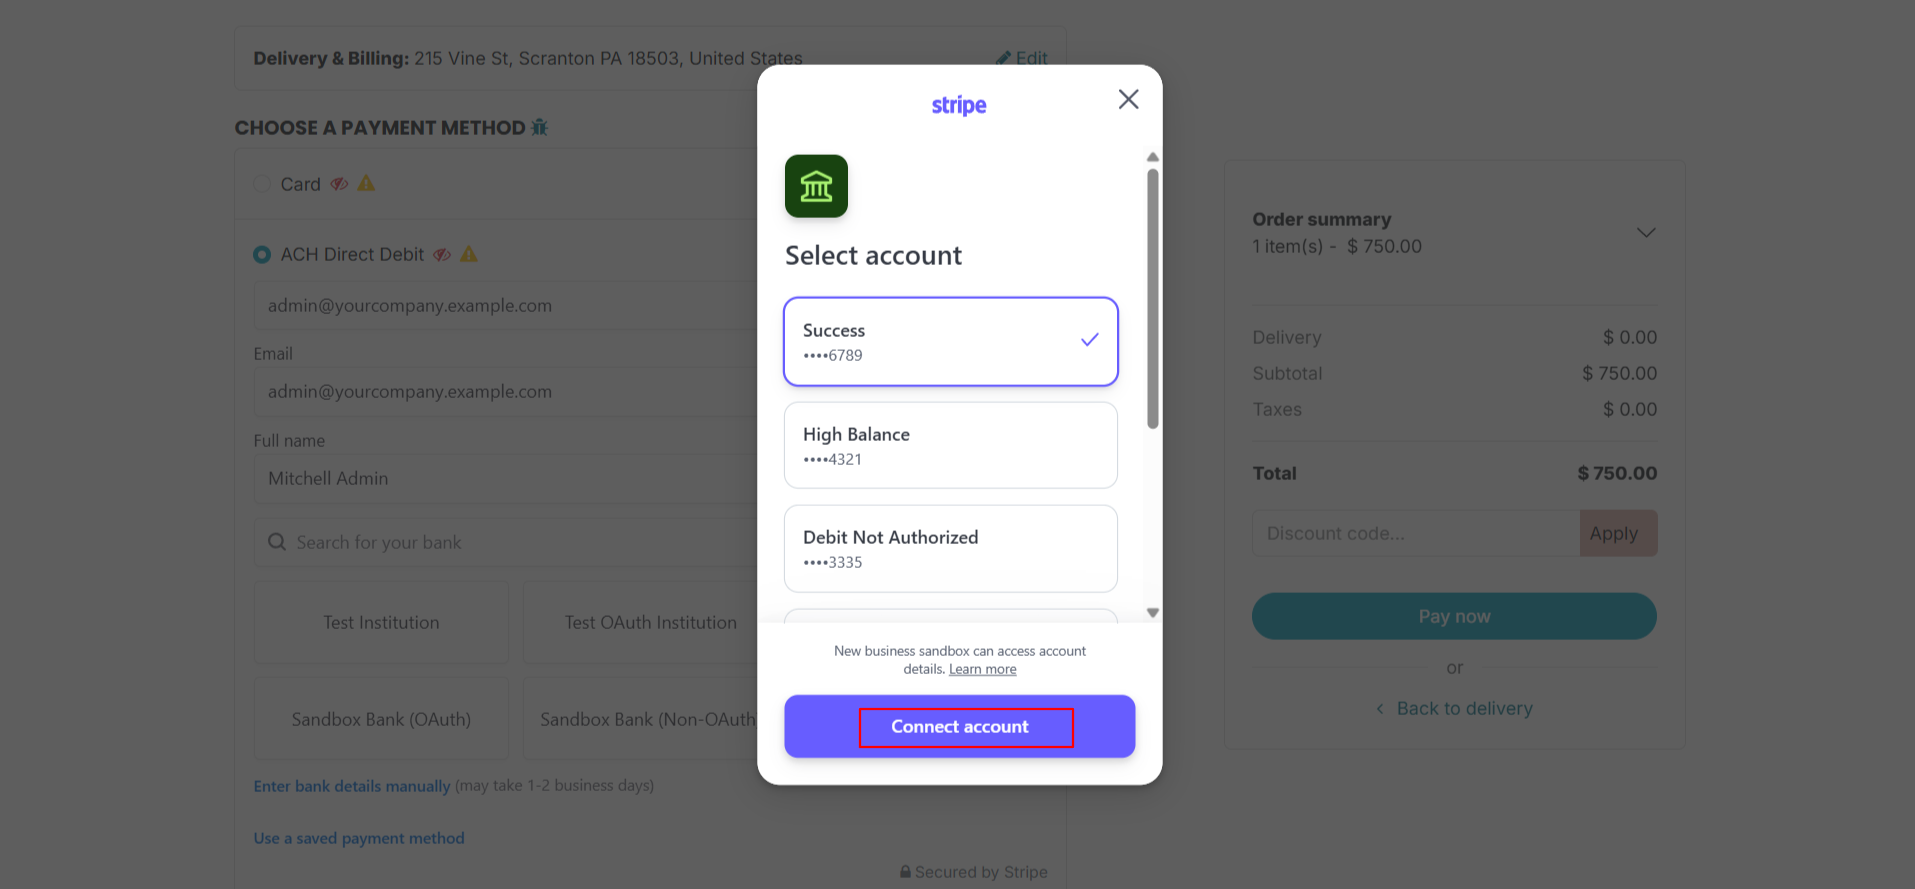 Delivery & Billing: 215 Vine St, Scranton PA 18503, United States
Edit
CHOOSE A PAYMENT METHOD
Card
ACH Direct Debit
admin@yourcompany.example.com
Email
admin@yourcompany.example.com
Full name
Mitchell Admin
Search for your bank
Test Institution
Test OAuth Institution
Sandbox Bank (OAuth)
Sandbox Bank (Non-OAuth
Enter bank details manually (may take 1-2 business days)
Use a saved payment method
Secured by Stripe
stripe
Select account
Success
••••6789
High Balance
••••4321
Debit Not Authorized
••••3335
New business sandbox can access account
details. Learn more
Connect account
Order summary
1 item(s) - $ 750.00
Delivery $ 0.00
Subtotal $ 750.00
Taxes $ 0.00
Total $ 750.00
Discount code...
Apply
Pay now
or
Back to delivery